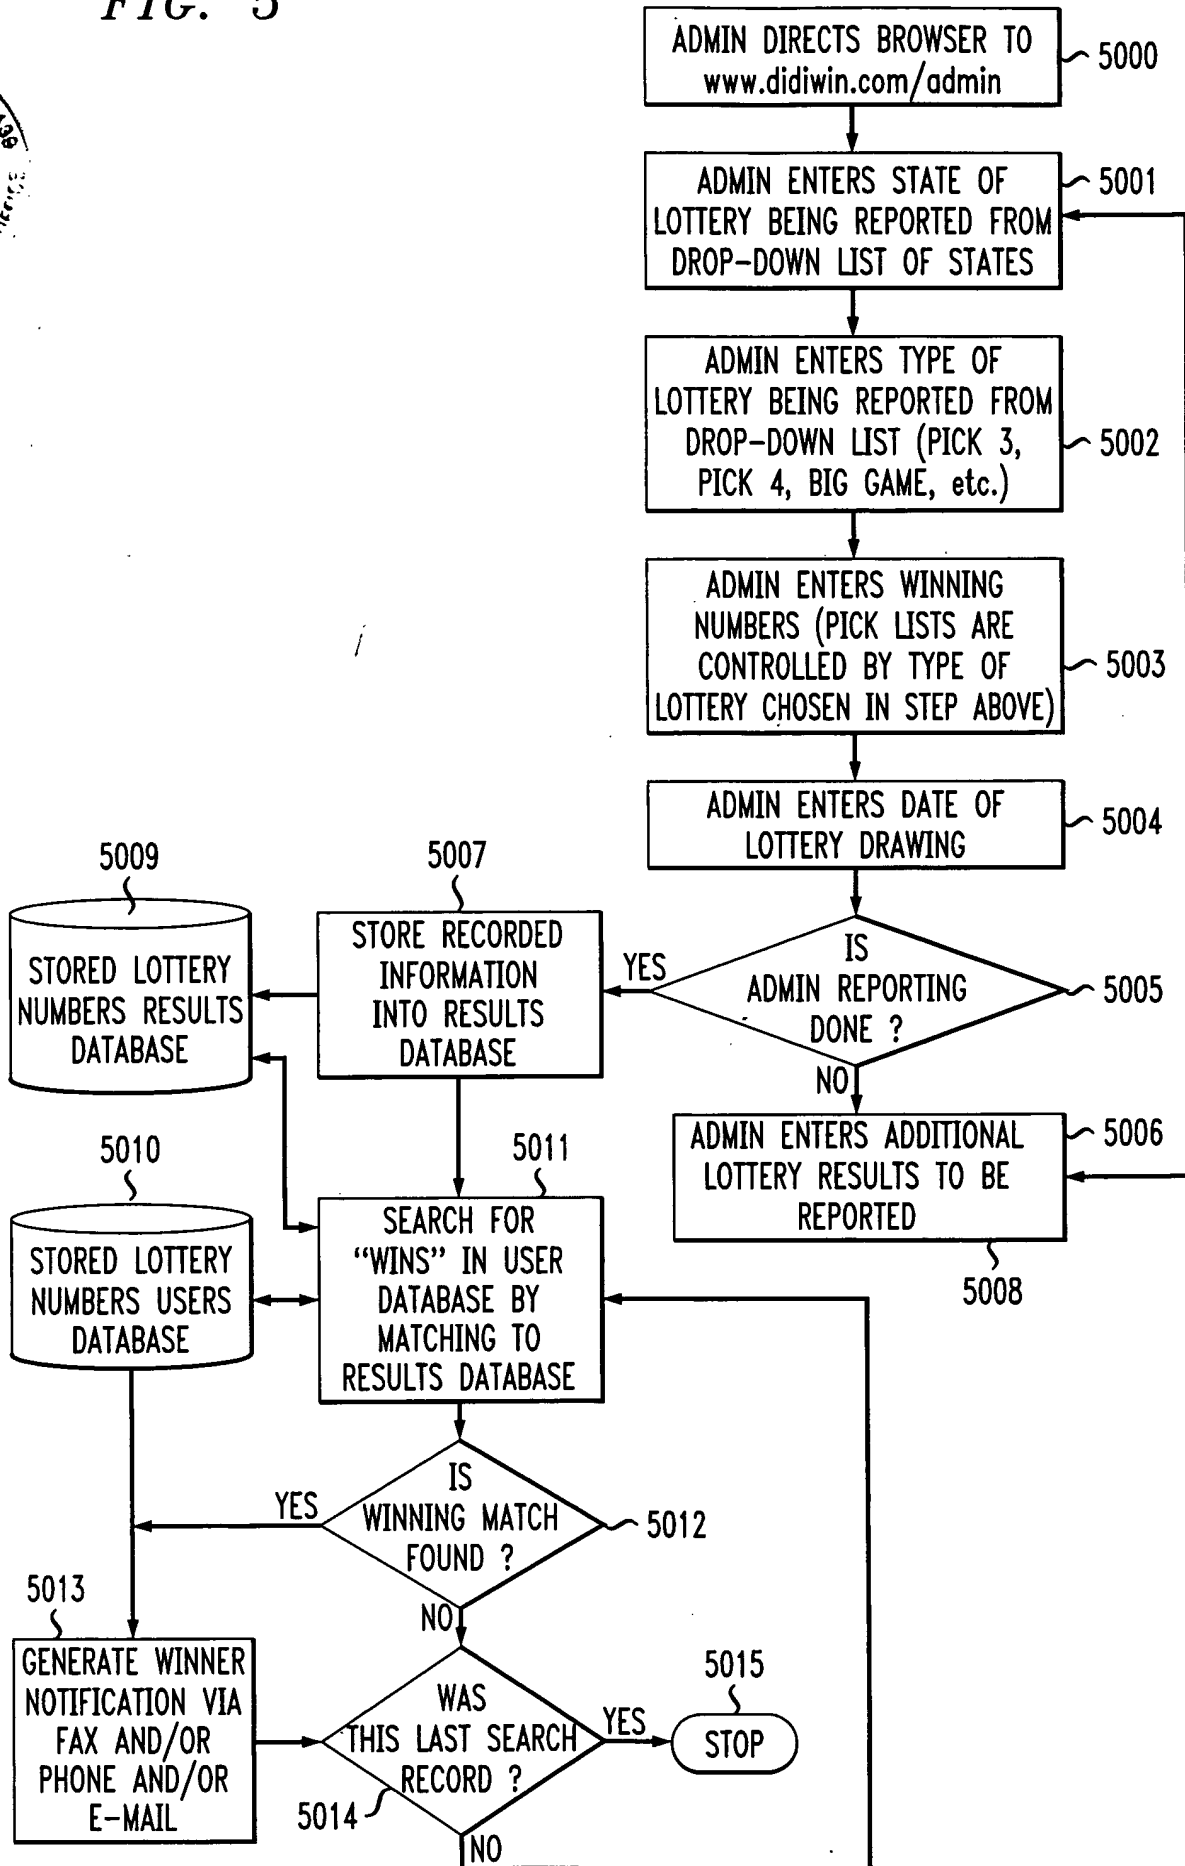 FIG. 5
ADMIN DIRECTS BROWSER TO
www.didiwin.com/admin
5000
ADMIN ENTERS STATE OF
LOTTERY BEING REPORTED FROM
DROP-DOWN LIST OF STATES
5001
ADMIN ENTERS TYPE OF
LOTTERY BEING REPORTED FROM
DROP-DOWN LIST (PICK 3,
PICK 4, BIG GAME, etc.)
5002
ADMIN ENTERS WINNING
NUMBERS (PICK LISTS ARE
CONTROLLED BY TYPE OF
LOTTERY CHOSEN IN STEP ABOVE)
5003
ADMIN ENTERS DATE OF
LOTTERY DRAWING
5004
IS
ADMIN REPORTING
DONE ?
5005
YES
NO
5007
STORE RECORDED
INFORMATION
INTO RESULTS
DATABASE
5009
STORED LOTTERY
NUMBERS RESULTS
DATABASE
ADMIN ENTERS ADDITIONAL
LOTTERY RESULTS TO BE
REPORTED
5006
5008
5010
STORED LOTTERY
NUMBERS USERS
DATABASE
5011
SEARCH FOR
“WINS” IN USER
DATABASE BY
MATCHING TO
RESULTS DATABASE
IS
WINNING MATCH
FOUND ?
5012
YES
NO
5013
GENERATE WINNER
NOTIFICATION VIA
FAX AND/OR
PHONE AND/OR
E-MAIL
WAS
THIS LAST SEARCH
RECORD ?
5014
YES
NO
5015
STOP